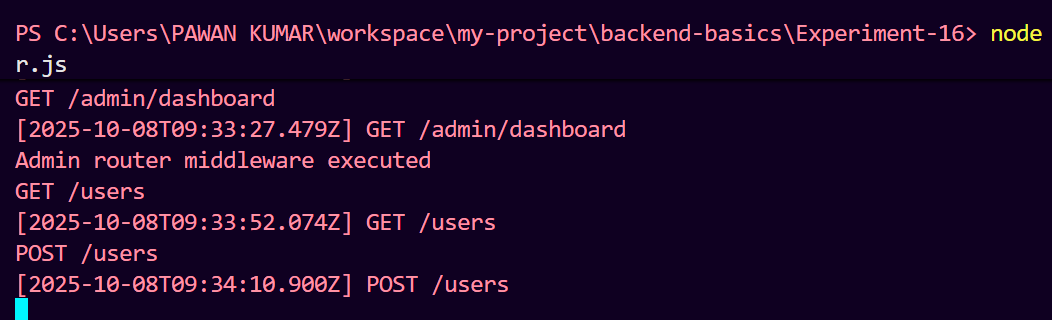 PS C:\Users\PAWAN KUMAR\workspace\my-project\backend-basics\Experiment-16> node
r.js
GET /admin/dashboard
[2025-10-08T09:33:27.479Z] GET /admin/dashboard
Admin router middleware executed
GET /users
[2025-10-08T09:33:52.074Z] GET /users
POST /users
[2025-10-08T09:34:10.900Z] POST /users